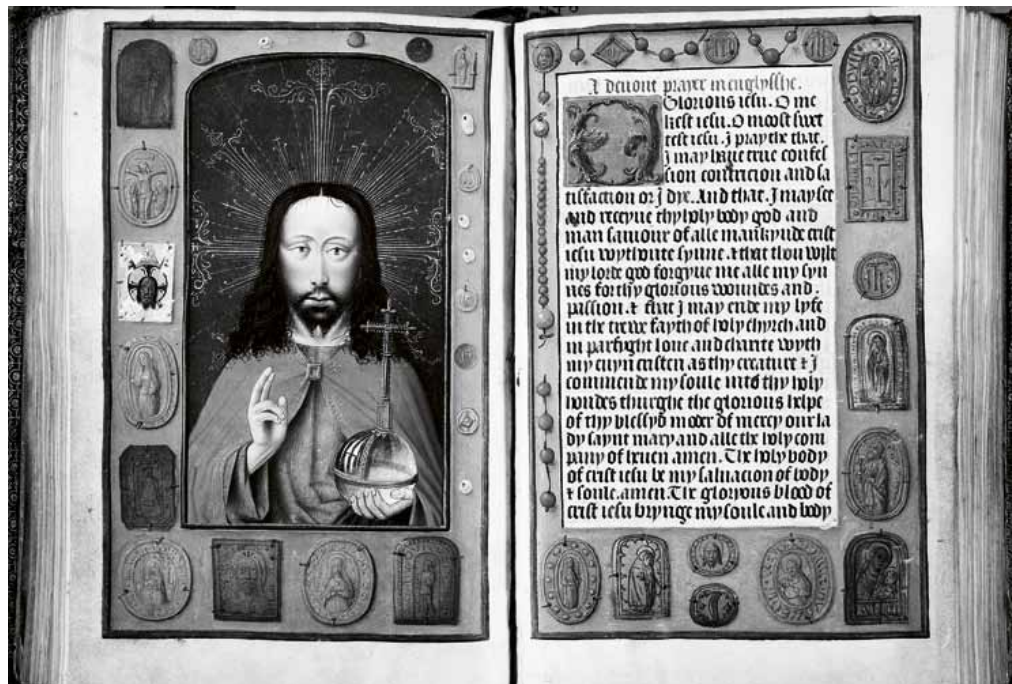 A deuoute prayer in englysshe.
O Glorious iesu. O me
kest iesu. O moost swet
test iesu. I pray the that.
I may haue true confes
sion contricion and sa
tisfaction or I dye. And that. I may see
and receyue thy holy body god and
man sauiour of alle mankynde crist
iesu wythoute synne. & that thou wilt
my lorde god forgyue me alle my syn
nes for thy glorious woundes and.
passion. & that I may ende my lyfe
in the trewe fayth of holy chyrch and
in parfight loue and charite wyth
my euyn cristen as thy creature & I
commende my soule into thy holy
hondes thurghe the glorious helpe
of thy blessyd moder of mercy our la
dy saynt mary, and alle the holy com
pany of heuen amen. The holy body
of crist iesu be my saluacion of body
& soule. amen. The gloryous blood of
crist iesu brynge my soule and body